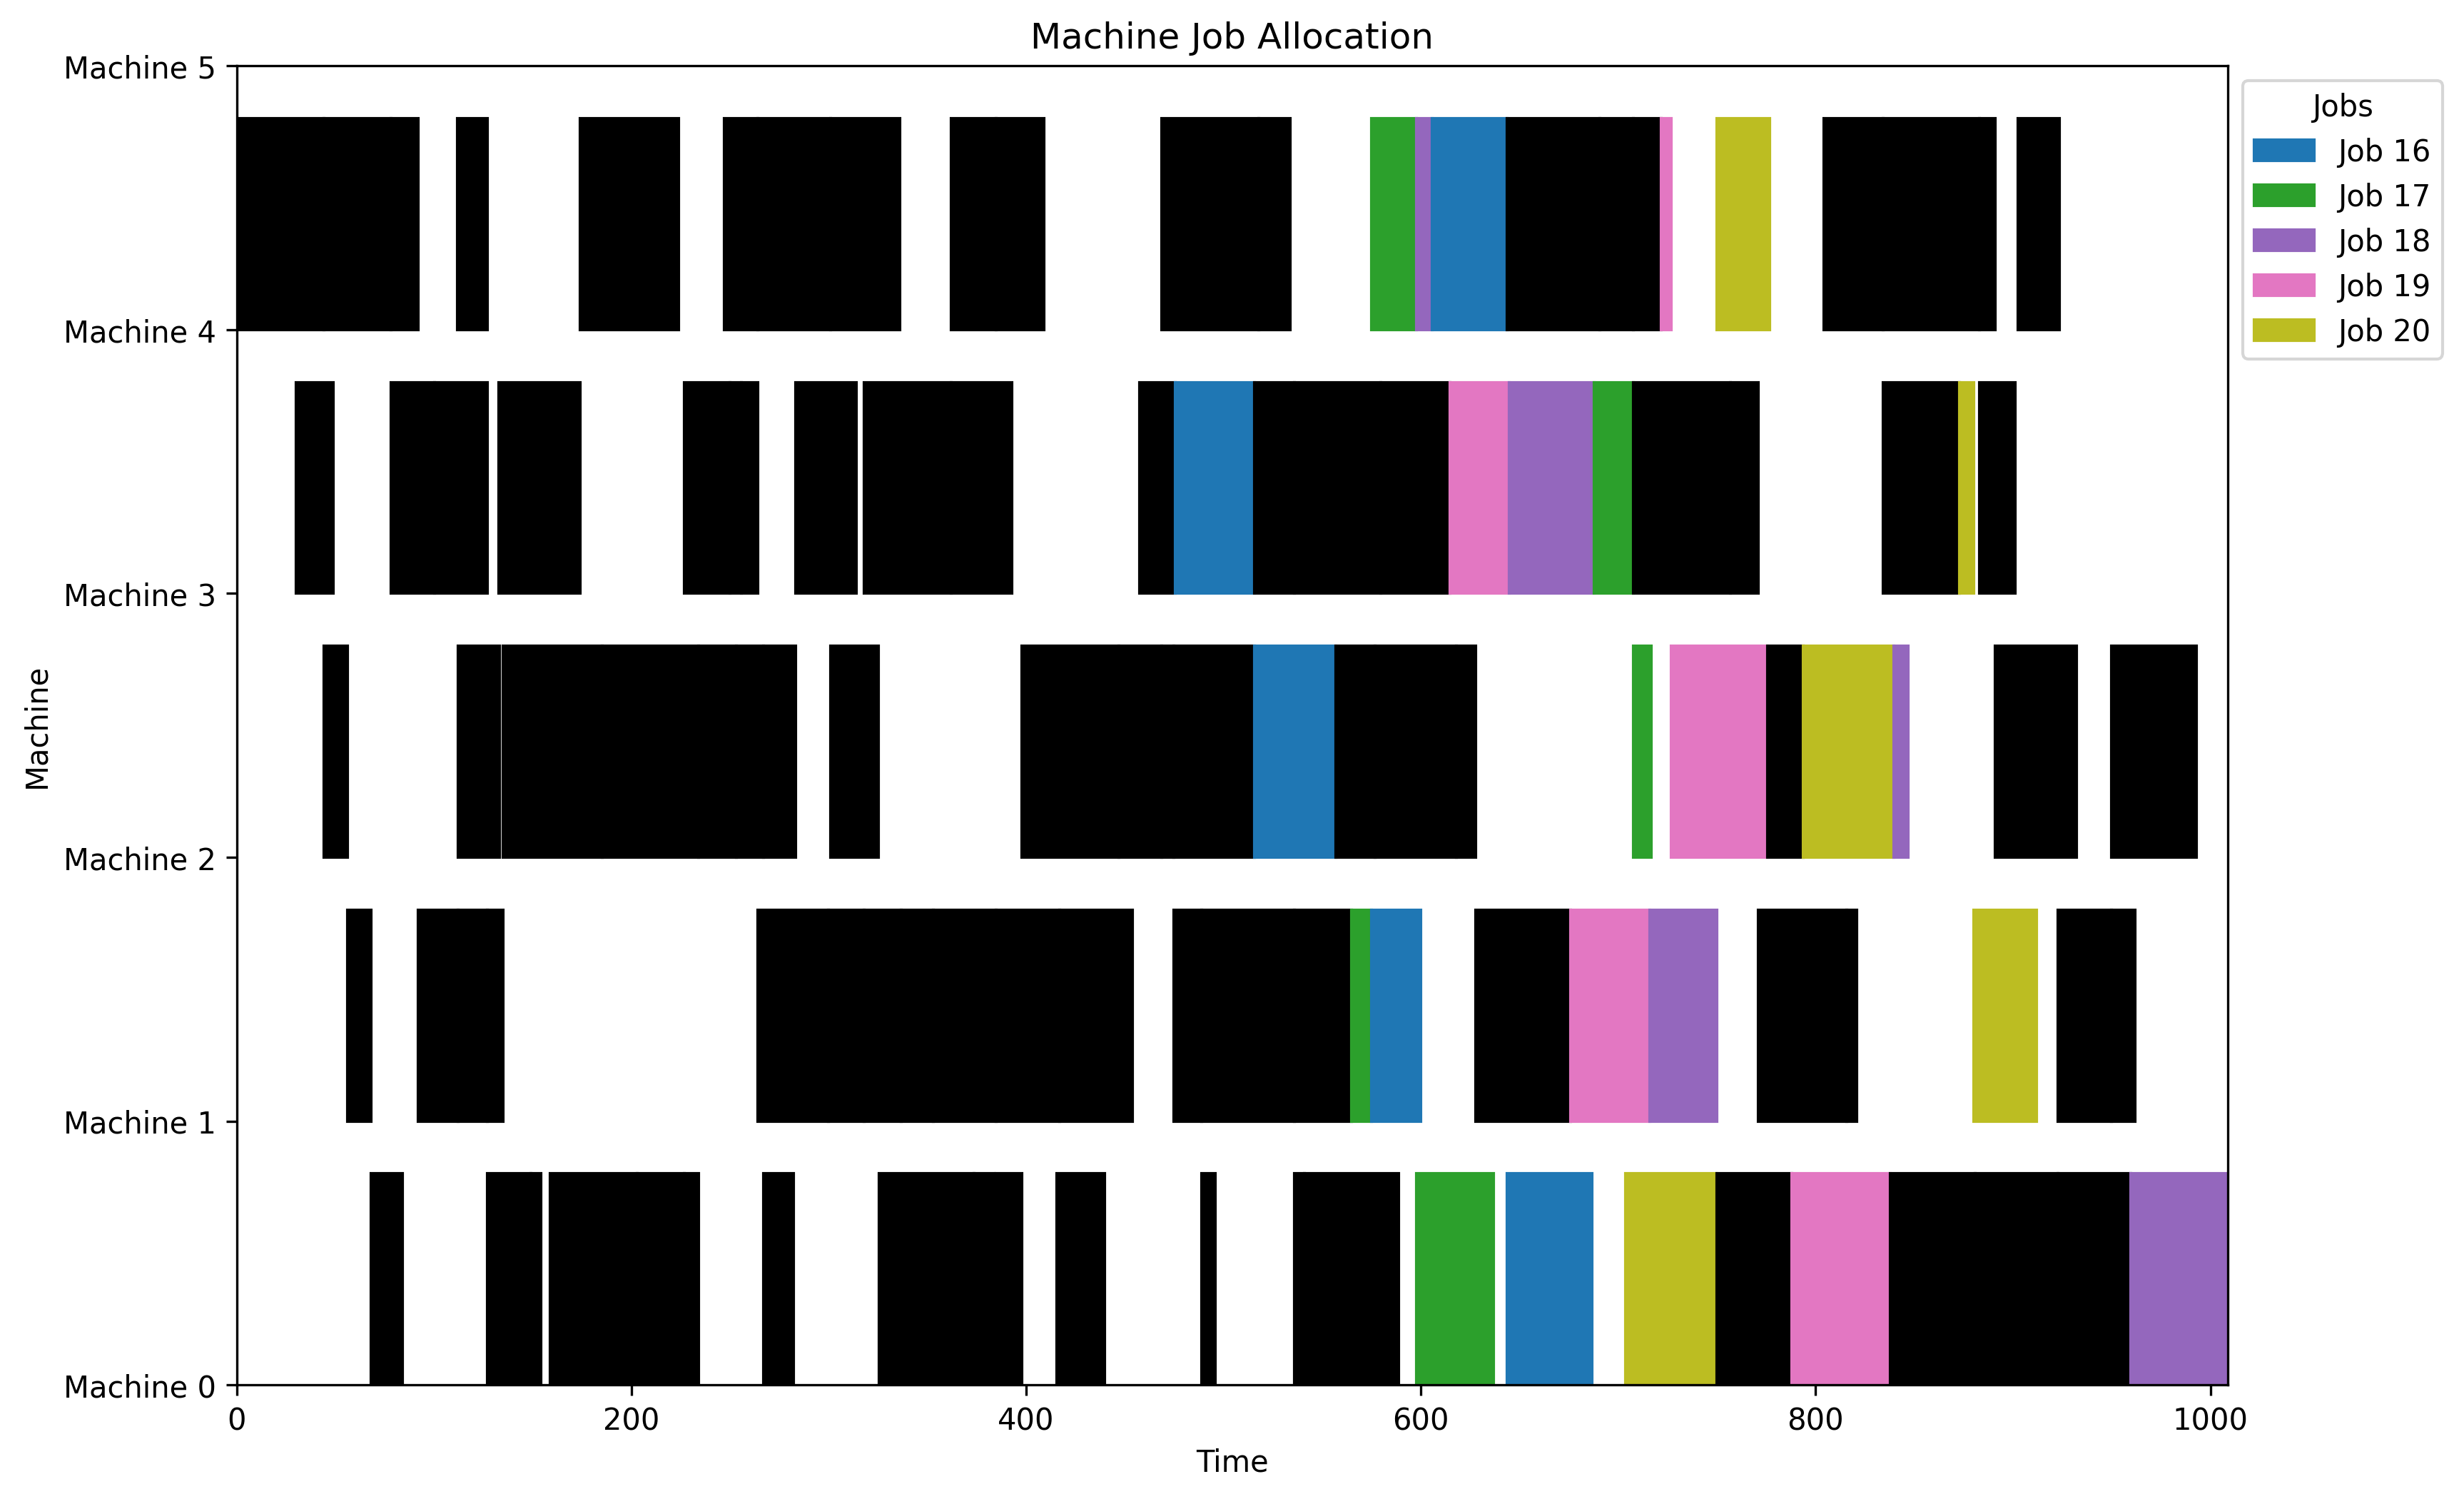 Machine Job Allocation
Machine 5
Machine 4
Machine 3
Machine 2
Machine 1
Machine 0
Machine
0
200
400
600
800
1000
Time
Jobs
Job 16
Job 17
Job 18
Job 19
Job 20